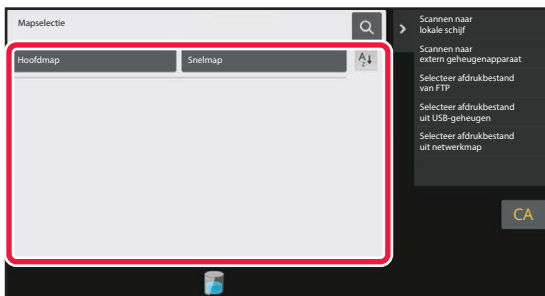 Mapselectie
Hoofdmap
Snelmap
A
Z
Scannen naar
lokale schijf
Scannen naar
extern geheugenapparaat
Selecteer afdrukbestand
van FTP
Selecteer afdrukbestand
uit USB-geheugen
Selecteer afdrukbestand
uit netwerkmap
CA